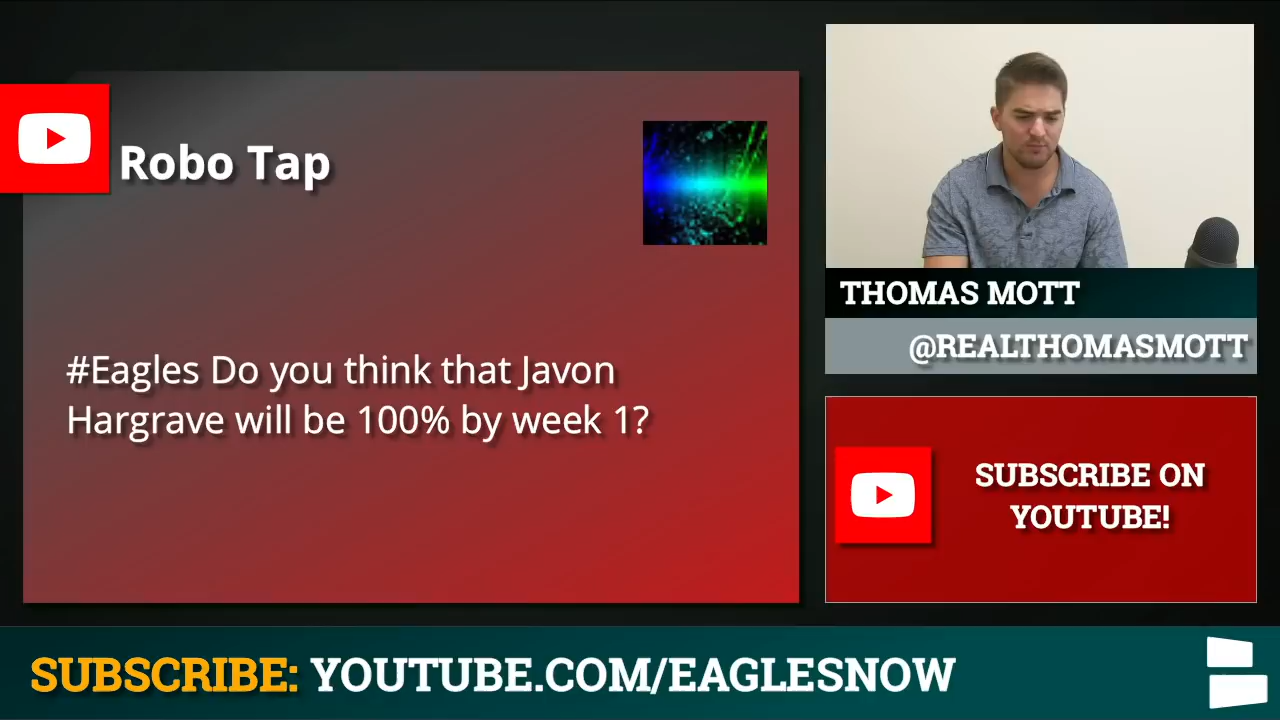 Robo Tap
#Eagles Do you think that Javon
Hargrave will be 100% by week 1?
THOMAS MOTT
@REALTHOMASMOTT
SUBSCRIBE ON
YOUTUBE!
SUBSCRIBE: YOUTUBE.COM/EAGLESNOW